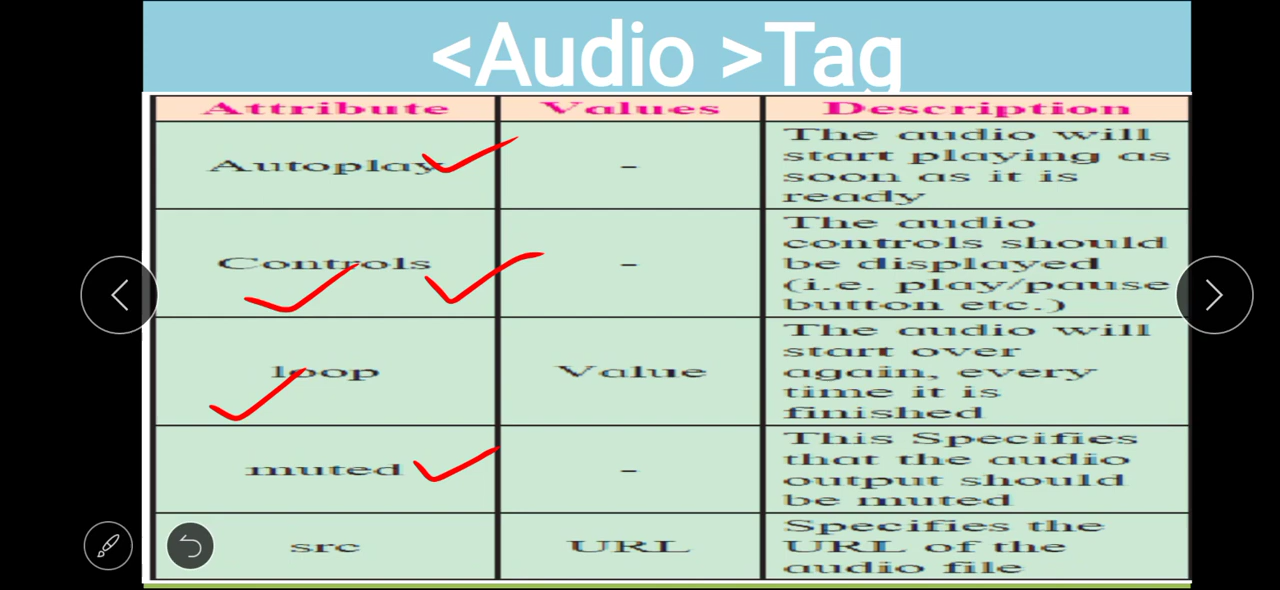 <Audio >Tag
Attribute Values Description
Autoplay - The audio will
start playing as
soon as it is
ready
Controls - The audio
controls should
be displayed
(i.e. play/pause
button etc.)
loop Value The audio will
start over
again, every
time it is
finished
muted - This Specifies
that the audio
output should
be muted
src URL Specifies the
URL of the
audio file